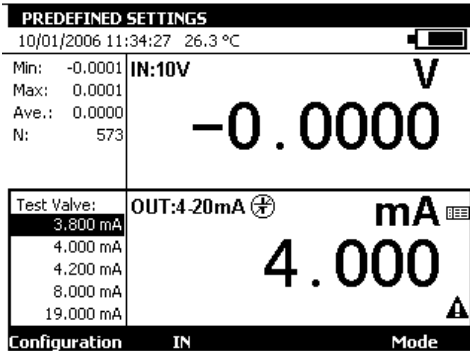 PREDEFINED SETTINGS
10/01/2006 11:34:27 26.3 °C
Min: -0.0001
Max: 0.0001
Ave.: 0.0000
N: 573
IN:10V
V
-0.0000
Test Valve:
3.800 mA
4.000 mA
4.200 mA
8.000 mA
19.000 mA
OUT:4-20mA
mA
4.000
Configuration IN Mode